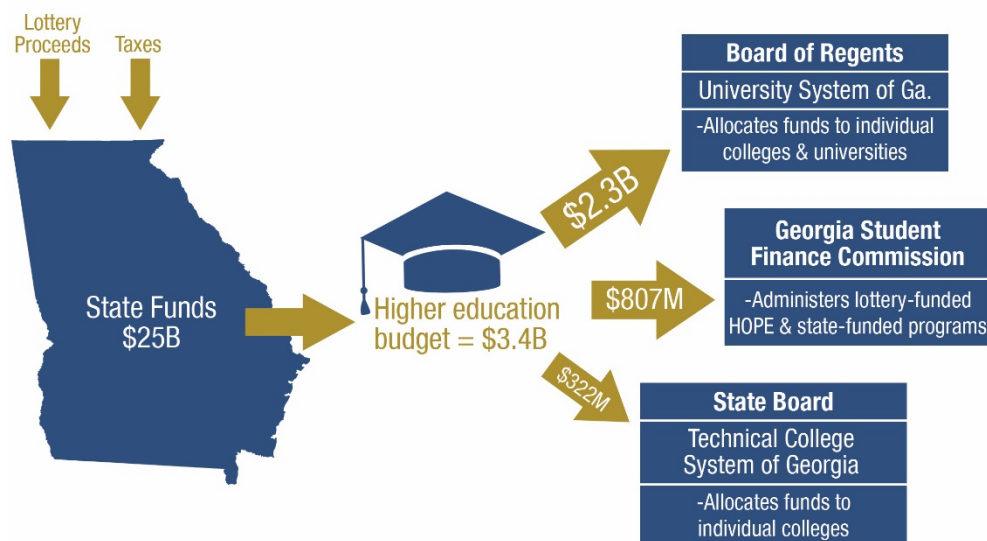 Lottery
Proceeds
Taxes
State Funds
$25B
Higher education
budget = $3.4B
$2.3B
Board of Regents
University System of Ga.
-Allocates funds to individual
colleges & universities
$807M
Georgia Student
Finance Commission
-Administers lottery-funded
HOPE & state-funded programs
$322M
State Board
Technical College
System of Georgia
-Allocates funds to
individual colleges